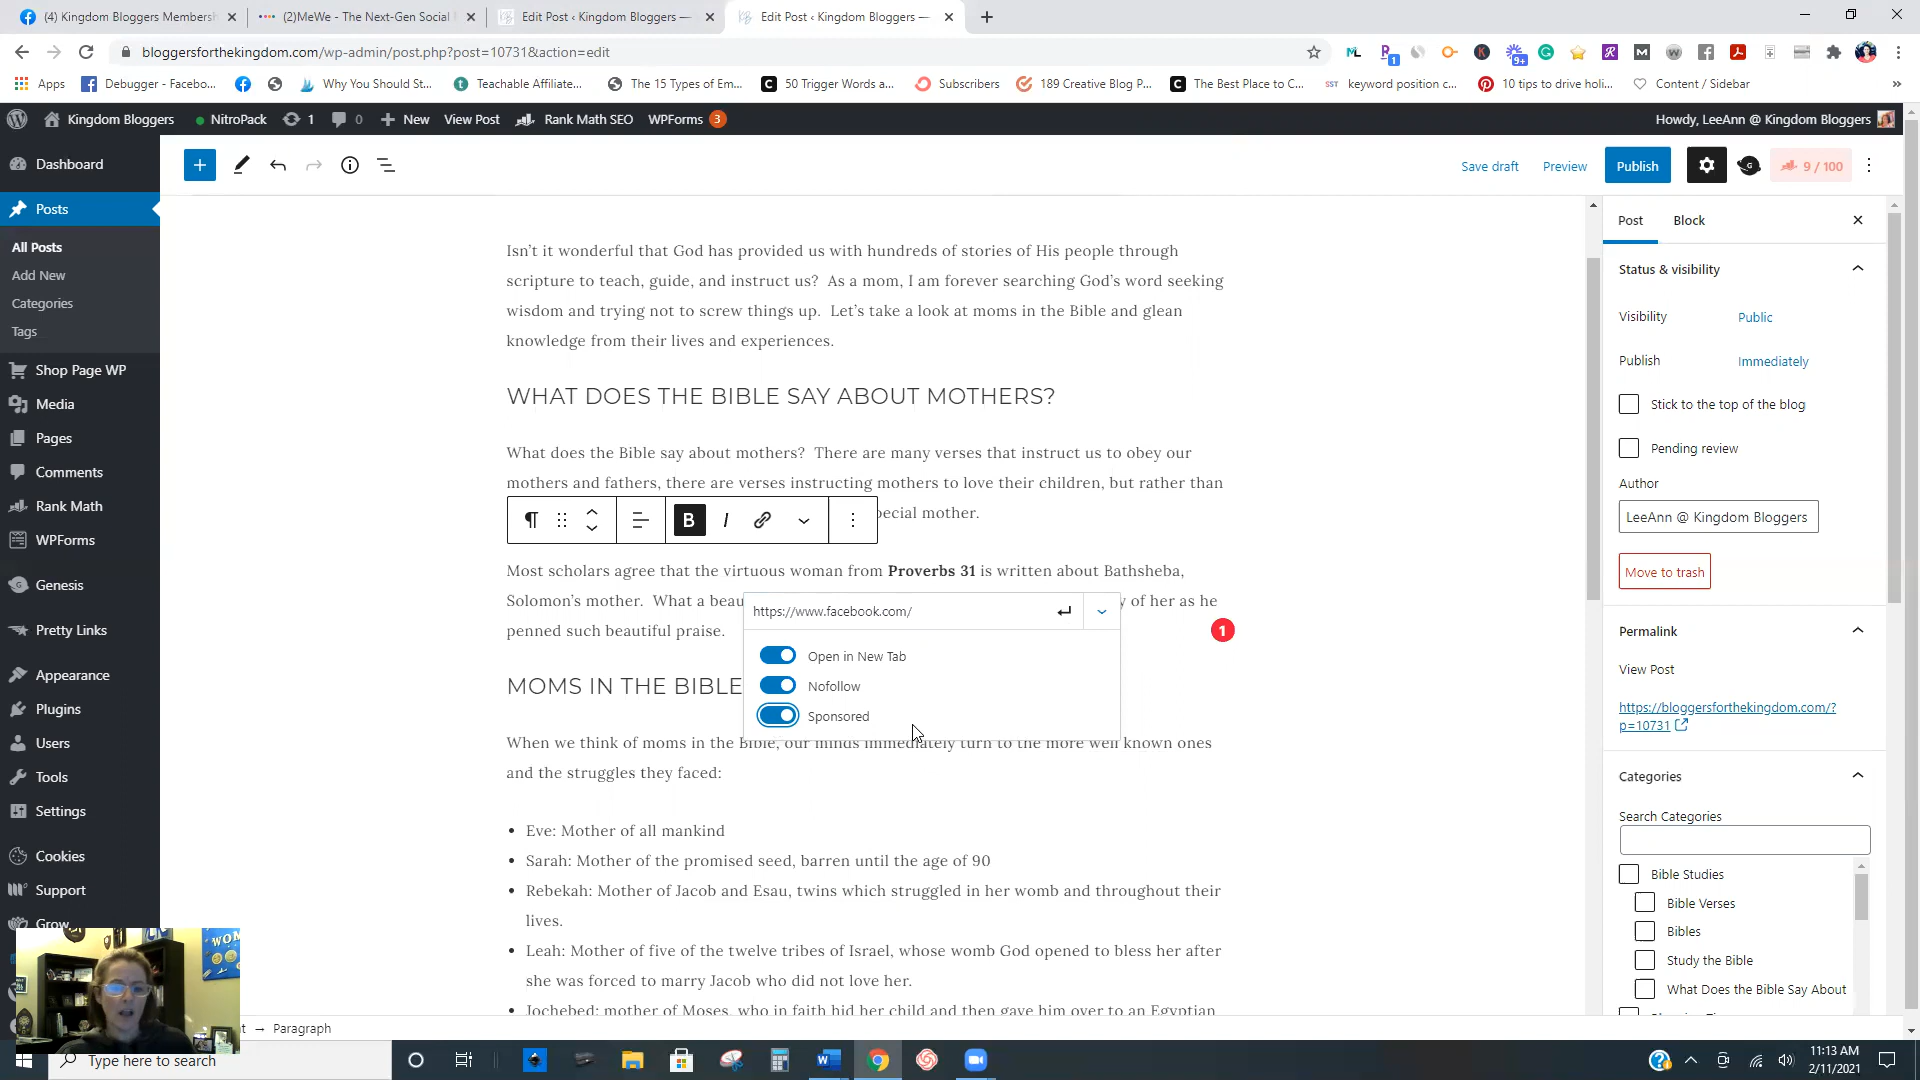 (4) Kingdom Bloggers Membersh
(2)MeWe - The Next-Gen Social
Edit Post ‹ Kingdom Bloggers —
Edit Post ‹ Kingdom Bloggers —
bloggersforthekingdom.com/wp-admin/post.php?post=10731&action=edit
Apps
Debugger - Facebo...
Why You Should St...
Teachable Affiliate...
The 15 Types of Em...
50 Trigger Words a...
Subscribers
189 Creative Blog P...
The Best Place to C...
keyword position c...
10 tips to drive holi...
Content / Sidebar
Kingdom Bloggers
NitroPack
1
0
New
View Post
Rank Math SEO
WPForms 3
Howdy, LeeAnn @ Kingdom Bloggers
Dashboard
Posts
All Posts
Add New
Categories
Tags
Shop Page WP
Media
Pages
Comments
Rank Math
WPForms
Genesis
Pretty Links
Appearance
Plugins
Users
Tools
Settings
Cookies
Support
Grow
Save draft
Preview
Publish
9 / 100
Isn't it wonderful that God has provided us with hundreds of stories of His people through
scripture to teach, guide, and instruct us?  As a mom, I am forever searching God's word seeking
wisdom and trying not to screw things up.  Let's take a look at moms in the Bible and glean
knowledge from their lives and experiences.
WHAT DOES THE BIBLE SAY ABOUT MOTHERS?
What does the Bible say about mothers?  There are many verses that instruct us to obey our
mothers and fathers, there are verses instructing mothers to love their children, but rather than
pecial mother.
B I
Most scholars agree that the virtuous woman from Proverbs 31 is written about Bathsheba,
Solomon's mother.  What a beau
y of her as he
penned such beautiful praise.
https://www.facebook.com/
Open in New Tab
Nofollow
Sponsored
1
MOMS IN THE BIBLE
When we think of moms in the Bible, our minds immediately turn to the more well known ones
and the struggles they faced:
• Eve: Mother of all mankind
• Sarah: Mother of the promised seed, barren until the age of 90
• Rebekah: Mother of Jacob and Esau, twins which struggled in her womb and throughout their
lives.
• Leah: Mother of five of the twelve tribes of Israel, whose womb God opened to bless her after
she was forced to marry Jacob who did not love her.
• Jochebed: mother of Moses, who in faith hid her child and then gave him over to an Egyptian
t → Paragraph
Post
Block
Status & visibility
Visibility
Public
Publish
Immediately
Stick to the top of the blog
Pending review
Author
LeeAnn @ Kingdom Bloggers
Move to trash
Permalink
View Post
https://bloggersforthekingdom.com/?
p=10731
Categories
Search Categories
Bible Studies
Bible Verses
Bibles
Study the Bible
What Does the Bible Say About
WOM
Type here to search
11:13 AM
2/11/2021